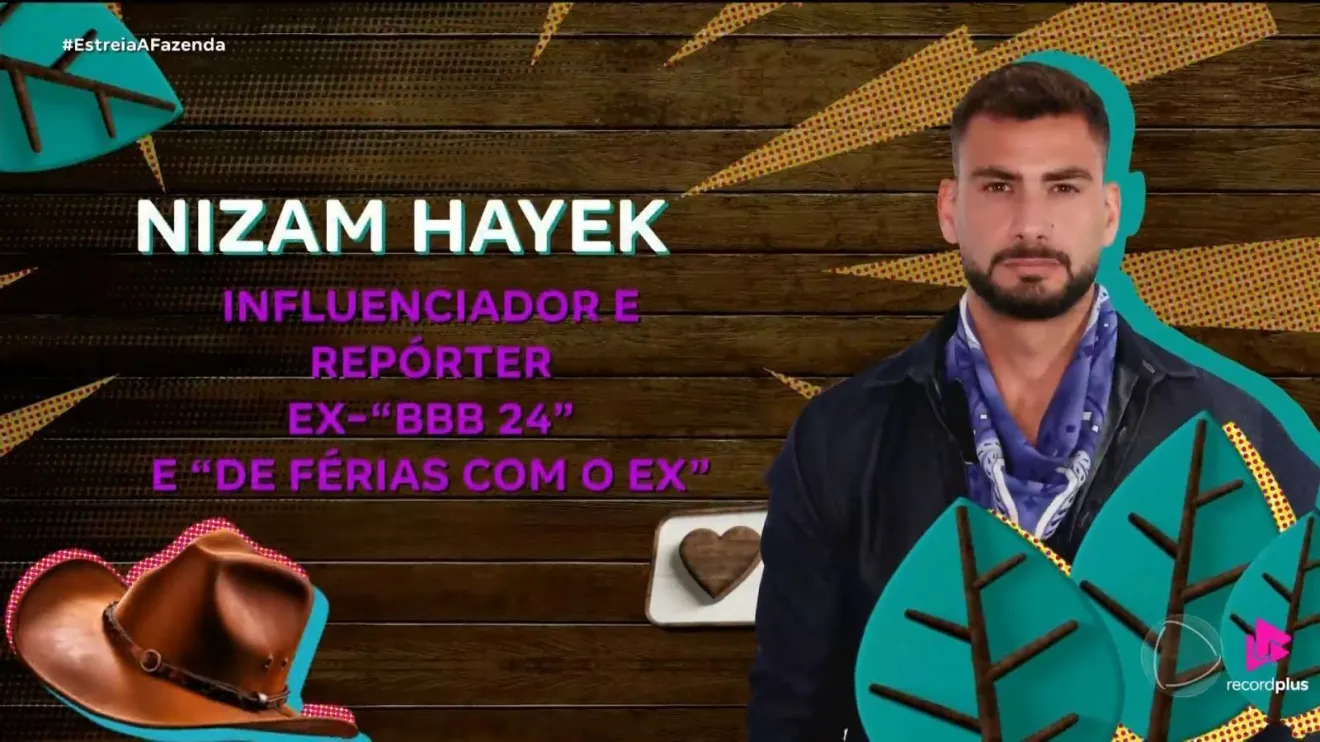 #EstreiaAFazenda
NIZAM HAYEK
INFLUENCIADOR E
REPÓRTER
EX-“BBB 24”
E “DE FÉRIAS COM O EX”
recordplus